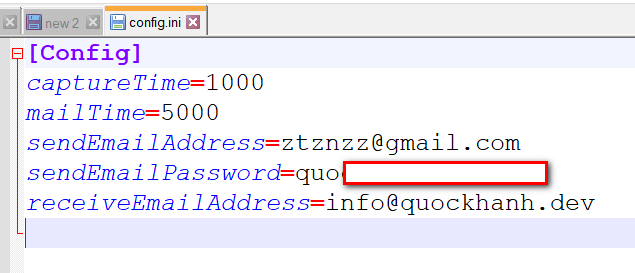 new 2
config.ini
[Config]
captureTime=1000
mailTime=5000
sendEmailAddress=ztznzz@gmail.com
sendEmailPassword=quo
receiveEmailAddress=info@quockhanh.dev